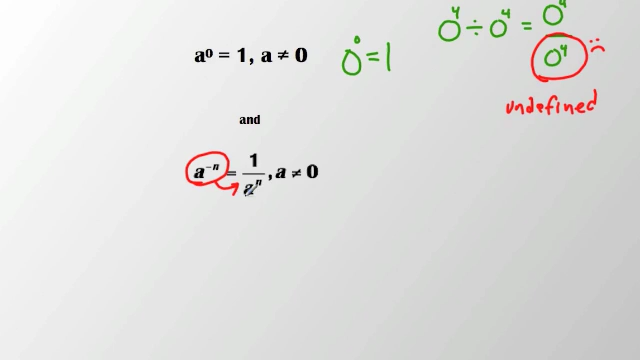 a⁰ = 1, a ≠ 0
0⁰ = 1
0⁴ ÷ 0⁴ = 0⁴/0⁴
undefined
and
a⁻ⁿ = 1/aⁿ, a ≠ 0